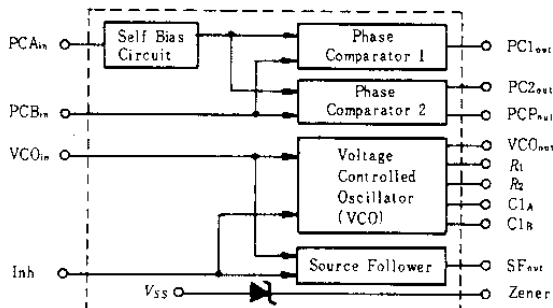 PCAin
Self Bias
Circuit
Phase
Comparator 1
PC1out
PCBin
Phase
Comparator 2
PC2out
PCPout
VCOin
Voltage
Controlled
Oscillator
(VCO)
VCOout
R1
R2
C1A
C1B
Inh
Source Follower
SFout
VSS
Zener